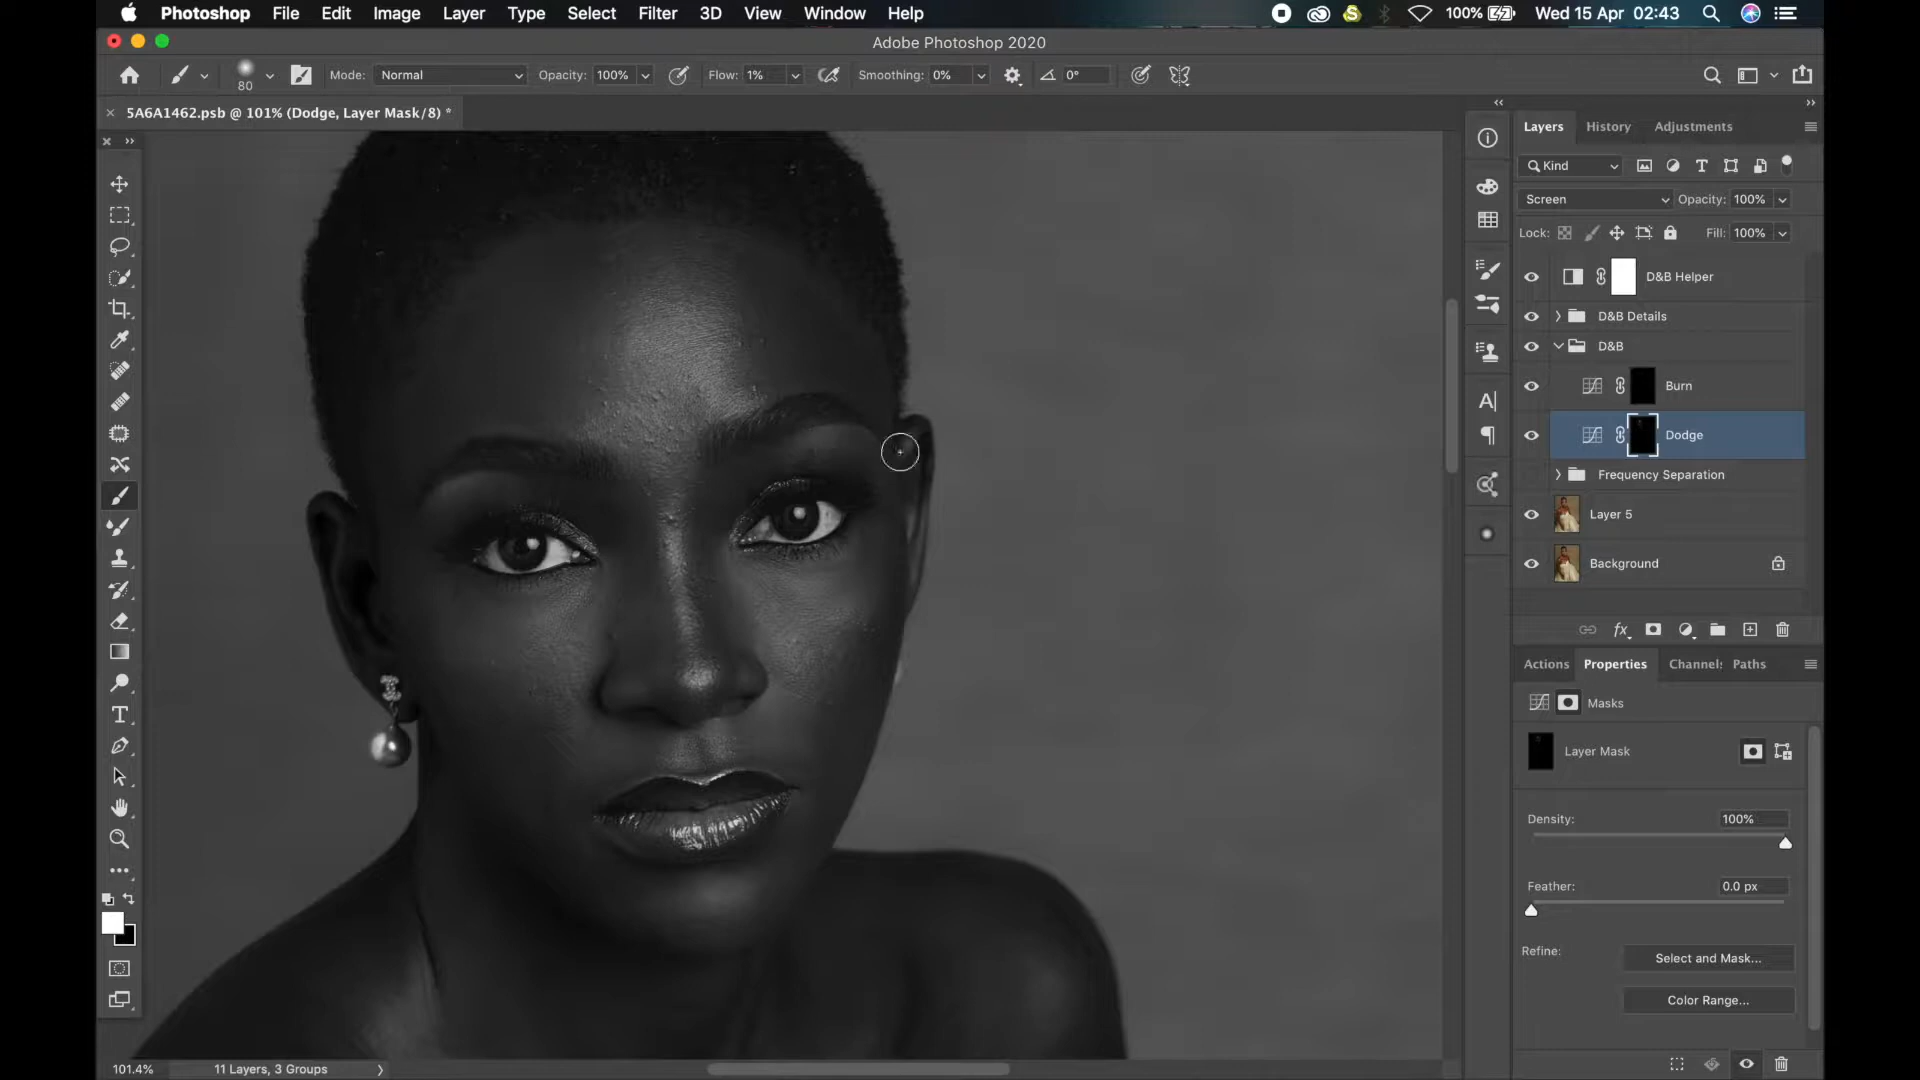 Photoshop File Edit Image Layer Type Select Filter 3D View Window Help 100% Wed 15 Apr 02:43
Adobe Photoshop 2020
80 Mode: Normal Opacity: 100% Flow: 1% Smoothing: 0% 0°
5A6A1462.psb @ 101% (Dodge, Layer Mask/8) *
Layers History Adjustments
Kind
Screen Opacity: 100%
Lock: Fill: 100%
D&B Helper
D&B Details
D&B
Burn
Dodge
Frequency Separation
Layer 5
Background
fx
Actions Properties Channel: Paths
Masks
Layer Mask
Density: 100%
Feather: 0.0 px
Refine: Select and Mask...
Color Range...
101.4% 11 Layers, 3 Groups